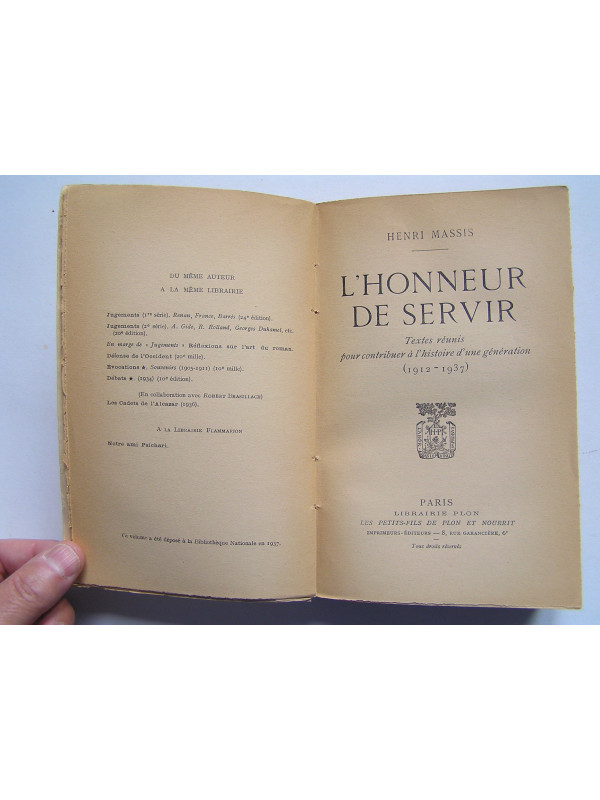 DU MÊME AUTEUR
A LA MÊME LIBRAIRIE
Jugements (1re série). Renan, France, Barrès (24e édition).
Jugements (2e série), A. Gide, R. Rolland, Georges Duhamel, etc.
(20e édition).
En marge de « Jugements » Réflexions sur l'art du roman.
Défense de l'Occident (20e mille).
Evocations ★. Souvenirs (1905-1911) (10e mille).
Débats ★ (1934) (10e édition).
(En collaboration avec ROBERT BRASILLACH)
Les Cadets de l'Alcazar (1936).
A LA LIBRAIRIE FLAMMARION
Notre ami Psichari.
Ce volume a été déposé à la Bibliothèque Nationale en 1937.
HENRI MASSIS
L'HONNEUR
DE SERVIR
Textes réunis
pour contribuer à l'histoire d'une génération
(1912-1937)
PARIS
LIBRAIRIE PLON
LES PETITS-FILS DE PLON ET NOURRIT
IMPRIMEURS-ÉDITEURS — 8, RUE GARANCIÈRE, 6e
Tous droits réservés